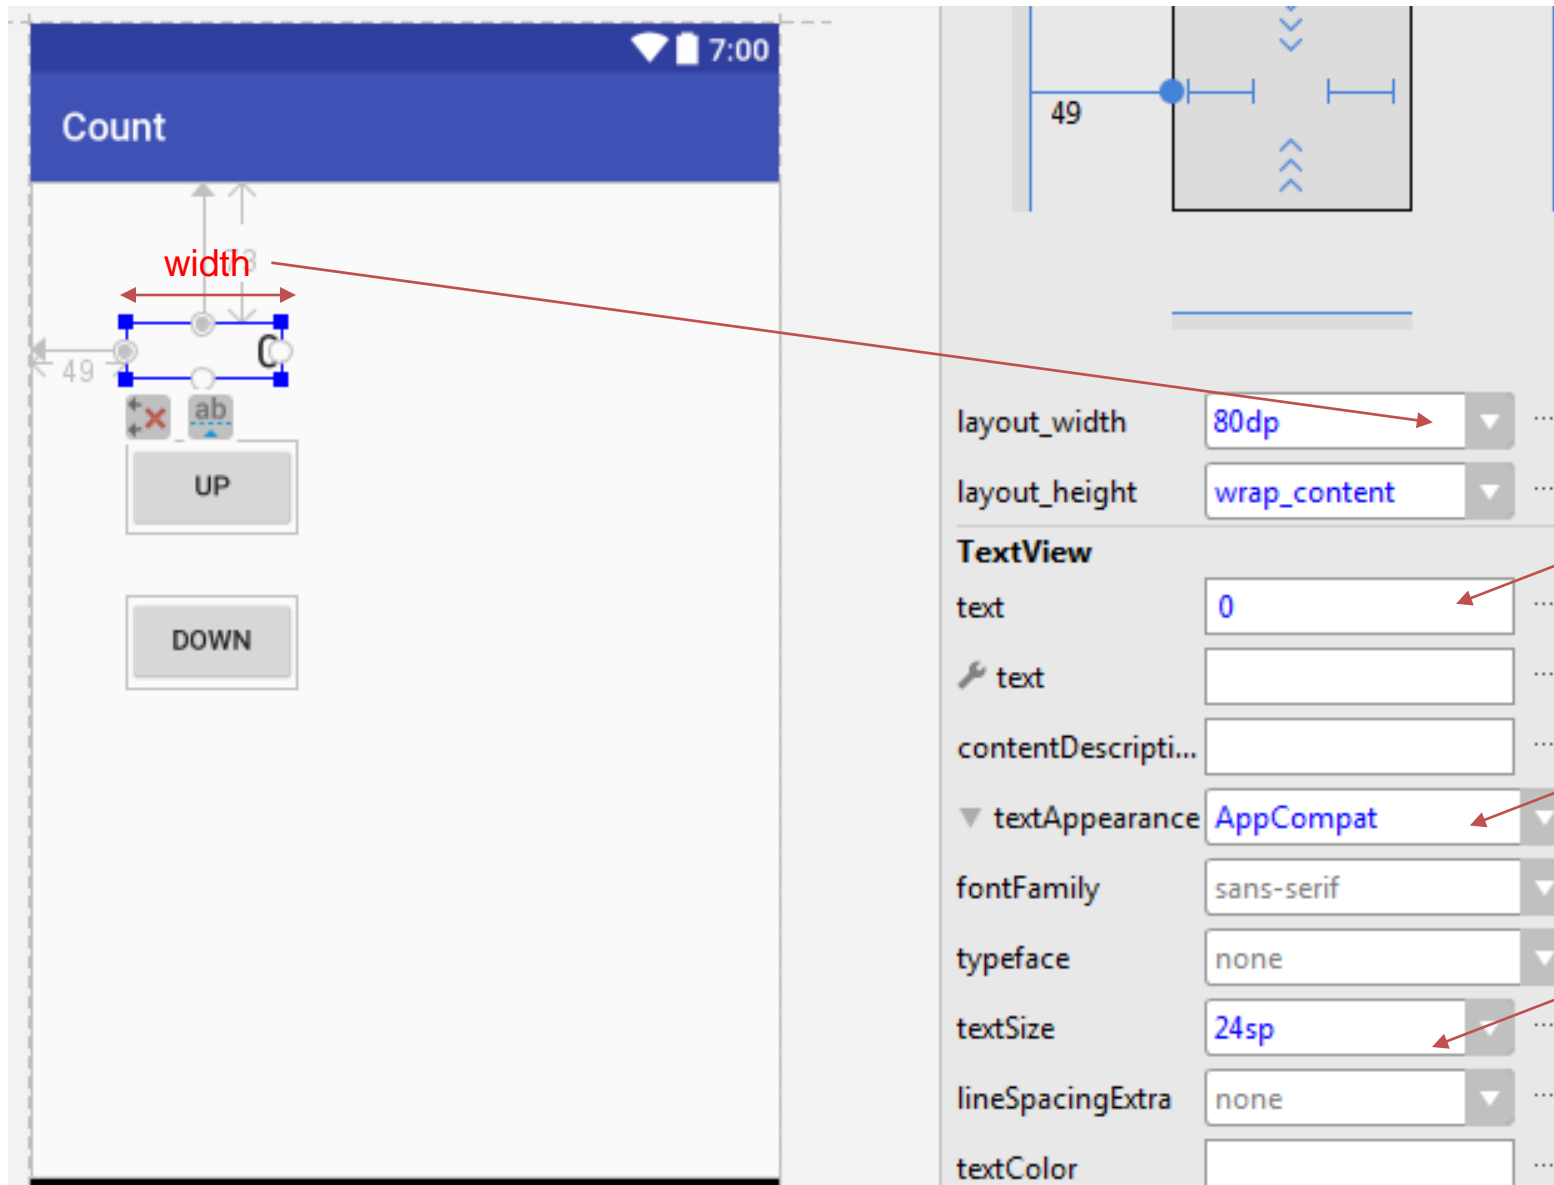 7:00
Count
49
width
0
49
ab
UP
DOWN
layout_width 80dp
layout_height wrap_content
TextView
text 0
text
contentDescripti...
textAppearance AppCompat
fontFamily sans-serif
typeface none
textSize 24sp
lineSpacingExtra none
textColor